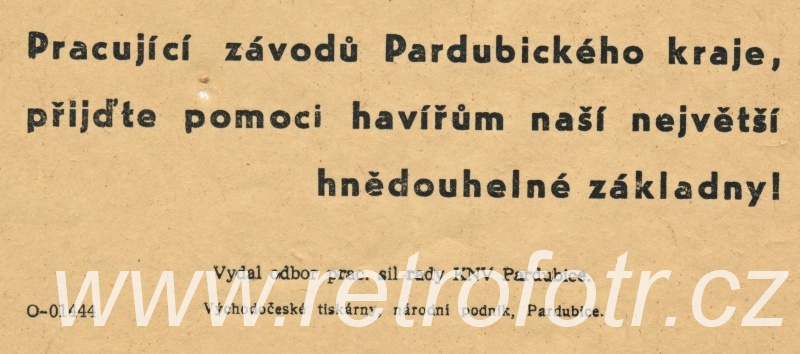 Pracující závodů Pardubického kraje,
přijďte pomoci havířům naší největší
hnědouhelné základny!
Vydal odbor prac. sil rady KNV Pardubice.
O-01444
Východočeské tiskárny, národní podnik, Pardubice.
www.retrofotr.cz